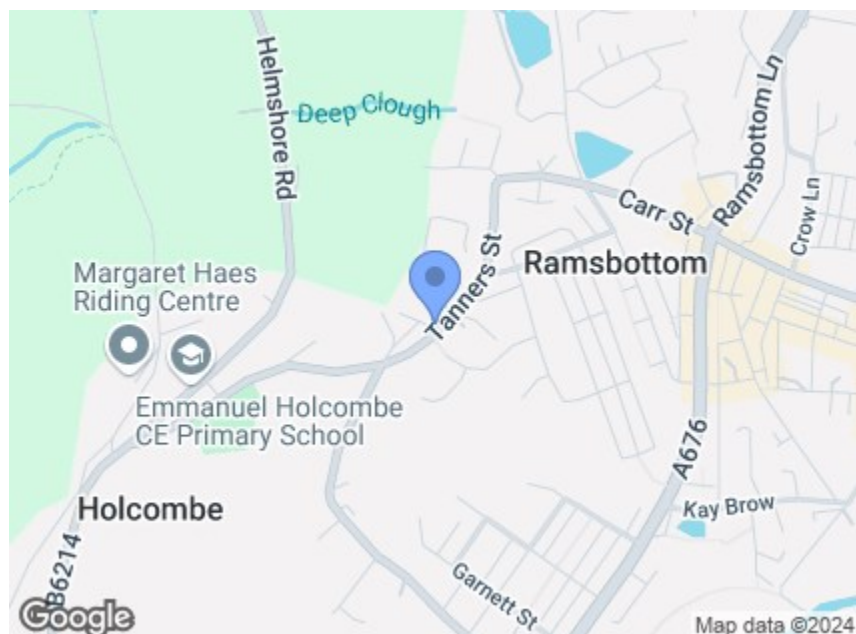 Helmshore Rd
Deep Clough
Ramsbottom Ln
Carr St
Crow Ln
Tanners St
Ramsbottom
Margaret Haes
Riding Centre
Emmanuel Holcombe
CE Primary School
A676
Holcombe
Kay Brow
B6214
Garnett St
Google
Map data ©2024